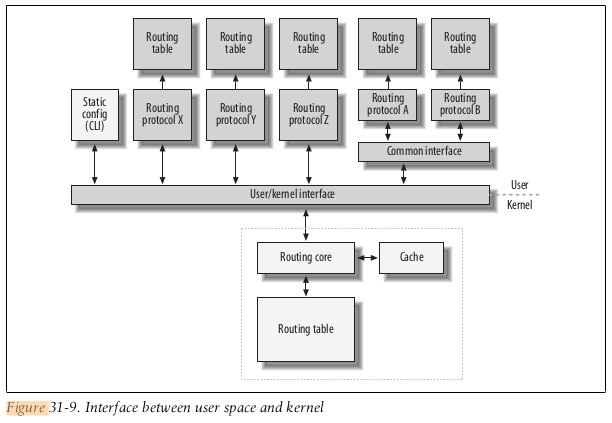 Routing
table
Routing
table
Routing
table
Routing
table
Routing
table
Static
config
(CLI)
Routing
protocol X
Routing
protocol Y
Routing
protocol Z
Routing
protocol A
Routing
protocol B
Common interface
User/kernel interface
User
Kernel
Routing core
Cache
Routing table
Figure 31-9. Interface between user space and kernel